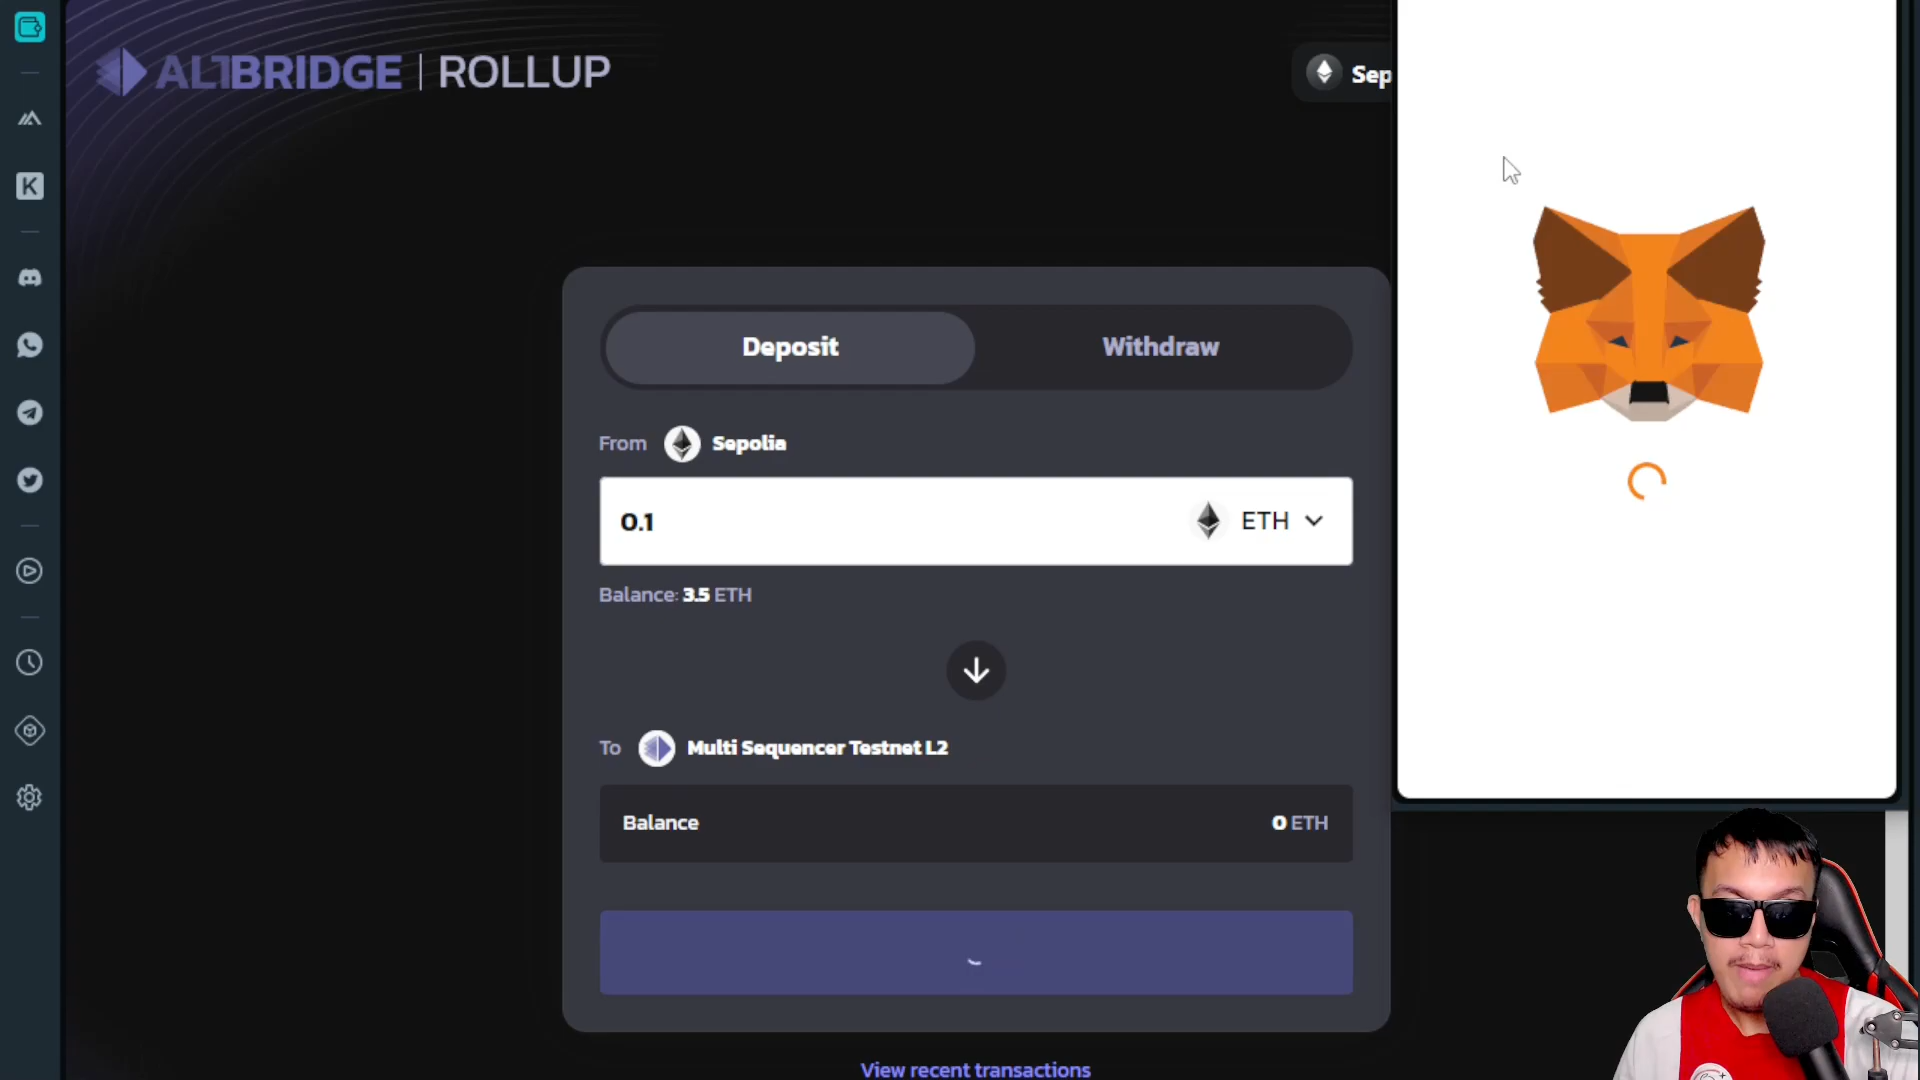 ALTBRIDGE | ROLLUP
Sep
Deposit
Withdraw
From Sepolia
0.1
ETH
Balance: 3.5 ETH
To Multi Sequencer Testnet L2
Balance
0 ETH
View recent transactions
K